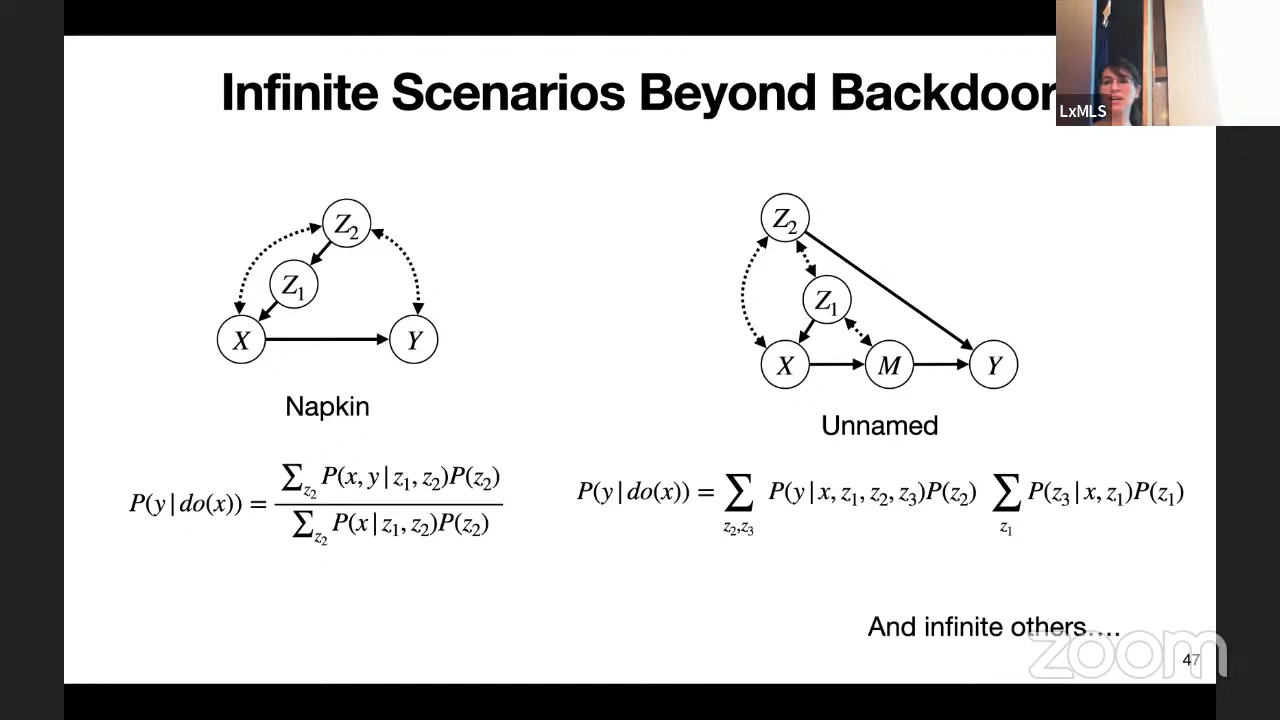 Infinite Scenarios Beyond Backdoor
LxMLS
Z₂
Z₁
X
Y
Napkin
P(y | do(x)) = ∑_{z₂} P(x, y | z₁, z₂)P(z₂) / ∑_{z₂} P(x | z₁, z₂)P(z₂)
Z₂
Z₁
X
M
Y
Unnamed
P(y | do(x)) = ∑_{z₂,z₃} P(y | x, z₁, z₂, z₃)P(z₂) ∑_{z₁} P(z₃ | x, z₁)P(z₁)
And infinite others....
zoom
47